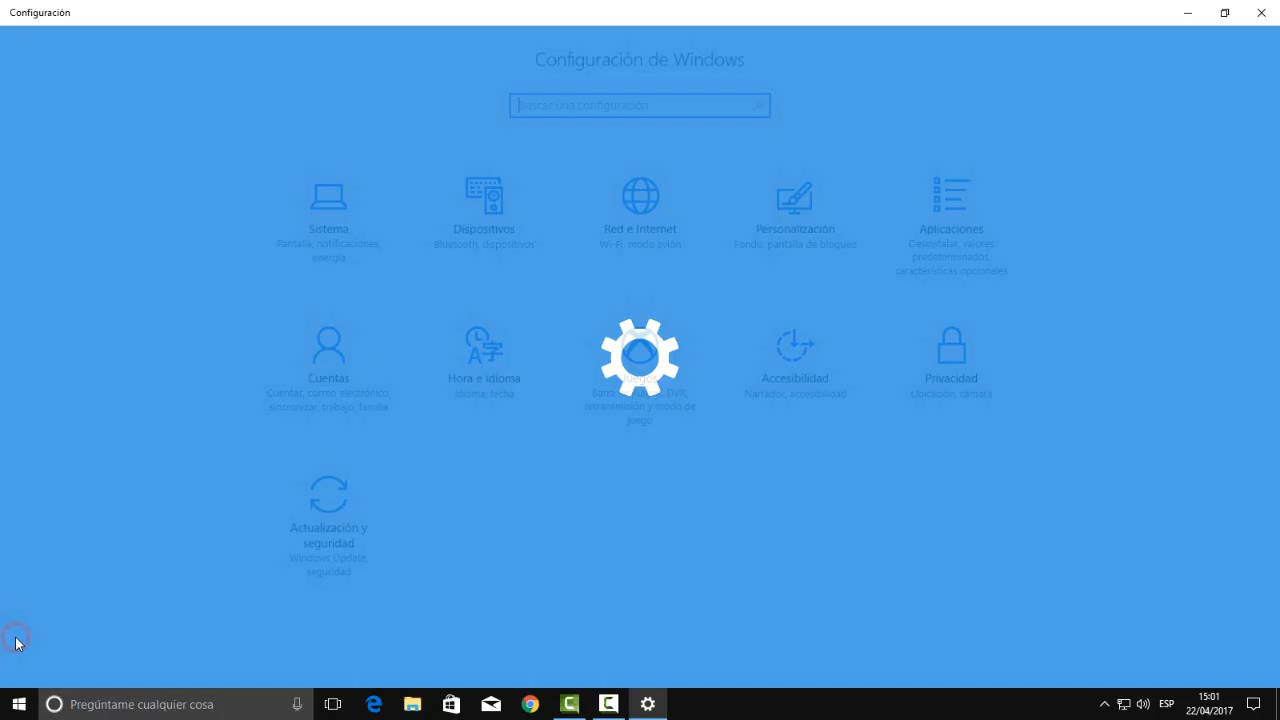 Configuración
Configuración de Windows
Buscar una configuración
Sistema
Pantalla, notificaciones,
energía
Dispositivos
Bluetooth, dispositivos
Red e Internet
Wi-Fi, modo avión
Personalización
Fondo, pantalla de bloqueo
Aplicaciones
Desinstalar, valores
predeterminados,
características opcionales
Cuentas
Cuentas, correo electrónico,
sincronizar, trabajo, familia
Hora e idioma
Idioma, fecha
Juegos
DVR,
retransmisión y modo de
juego
Accesibilidad
Narrador, accesibilidad
Privacidad
Ubicación, cámara
Actualización y
seguridad
Windows Update,
seguridad
Pregúntame cualquier cosa
ESP
15:01
22/04/2017